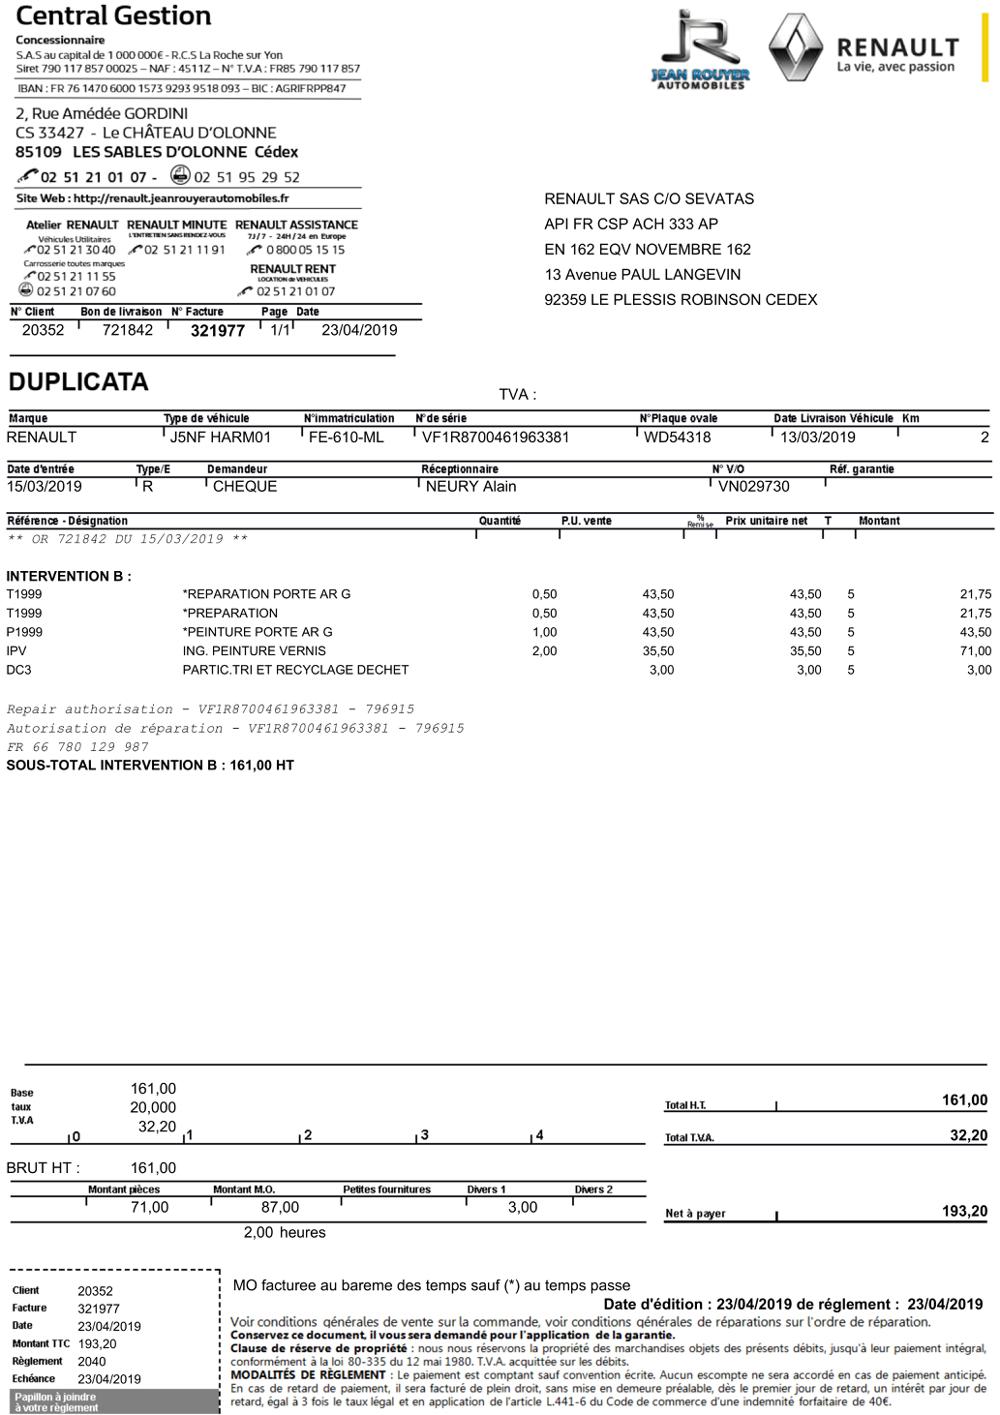 Central Gestion
Concessionnaire
S.A.S au capital de 1 000 000€ - R.C.S La Roche sur Yon
Siret 790 117 857 00025 – NAF : 4511Z – N° T.V.A : FR85 790 117 857
IBAN : FR 76 1470 6000 1573 9293 9518 093 – BIC : AGRIFRPP847
2, Rue Amédée GORDINI
CS 33427 - Le CHÂTEAU D'OLONNE
85109 LES SABLES D'OLONNE Cédex
02 51 21 01 07 - 02 51 95 29 52
Site Web : http://renault.jeanrouyerautomobiles.fr
JR
JEAN ROUYER
AUTOMOBILES
RENAULT
La vie, avec passion
Atelier RENAULT RENAULT MINUTE RENAULT ASSISTANCE
Véhicules Utilitaires L'ENTRETIEN SANS RENDEZ-VOUS 7J/7 - 24H/24 en Europe
02 51 21 30 40 02 51 21 11 91 0 800 05 15 15
Carrosserie toutes marques
02 51 21 11 55 RENAULT RENT
LOCATION de VEHICULES
02 51 21 07 60 02 51 21 01 07
RENAULT SAS C/O SEVATAS
API FR CSP ACH 333 AP
EN 162 EQV NOVEMBRE 162
13 Avenue PAUL LANGEVIN
92359 LE PLESSIS ROBINSON CEDEX
N° Client Bon de livraison N° Facture Page Date
20352 721842 321977 1/1 23/04/2019
DUPLICATA
TVA :
Marque Type de véhicule N°immatriculation N°de série N°Plaque ovale Date Livraison Véhicule Km
RENAULT J5NF HARM01 FE-610-ML VF1R8700461963381 WD54318 13/03/2019 2
Date d'entrée Type/E Demandeur Réceptionnaire N° V/O Réf. garantie
15/03/2019 R CHEQUE NEURY Alain VN029730
Référence - Désignation Quantité P.U. vente % Remise Prix unitaire net T Montant
** OR 721842 DU 15/03/2019 **
INTERVENTION B :
T1999 *REPARATION PORTE AR G 0,50 43,50 43,50 5 21,75
T1999 *PREPARATION 0,50 43,50 43,50 5 21,75
P1999 *PEINTURE PORTE AR G 1,00 43,50 43,50 5 43,50
IPV ING. PEINTURE VERNIS 2,00 35,50 35,50 5 71,00
DC3 PARTIC.TRI ET RECYCLAGE DECHET 3,00 3,00 5 3,00
Repair authorisation - VF1R8700461963381 - 796915
Autorisation de réparation - VF1R8700461963381 - 796915
FR 66 780 129 987
SOUS-TOTAL INTERVENTION B : 161,00 HT
Base 161,00
taux 20,000
T.V.A 32,20
0 1 2 3 4
Total H.T. 161,00
Total T.V.A. 32,20
BRUT HT : 161,00
Montant pièces Montant M.O. Petites fournitures Divers 1 Divers 2
71,00 87,00 3,00
2,00 heures
Net à payer 193,20
Client 20352
Facture 321977
Date 23/04/2019
Montant TTC 193,20
Règlement 2040
Echéance 23/04/2019
Papillon à joindre
à votre règlement
MO facturee au bareme des temps sauf (*) au temps passe
Date d'édition : 23/04/2019 de réglement : 23/04/2019
Voir conditions générales de vente sur la commande, voir conditions générales de réparations sur l'ordre de réparation.
Conservez ce document, il vous sera demandé pour l'application de la garantie.
Clause de réserve de propriété : nous nous réservons la propriété des marchandises objets des présents débits, jusqu'à leur paiement intégral,
conformément à la loi 80-335 du 12 mai 1980. T.V.A. acquittée sur les débits.
MODALITÉS DE RÈGLEMENT : Le paiement est comptant sauf convention écrite. Aucun escompte ne sera accordé en cas de paiement anticipé.
En cas de retard de paiement, il sera facturé de plein droit, sans mise en demeure préalable, dès le premier jour de retard, un intérêt par jour de
retard, égal à 3 fois le taux légal et en application de l'article L.441-6 du Code de commerce d'une indemnité forfaitaire de 40€.